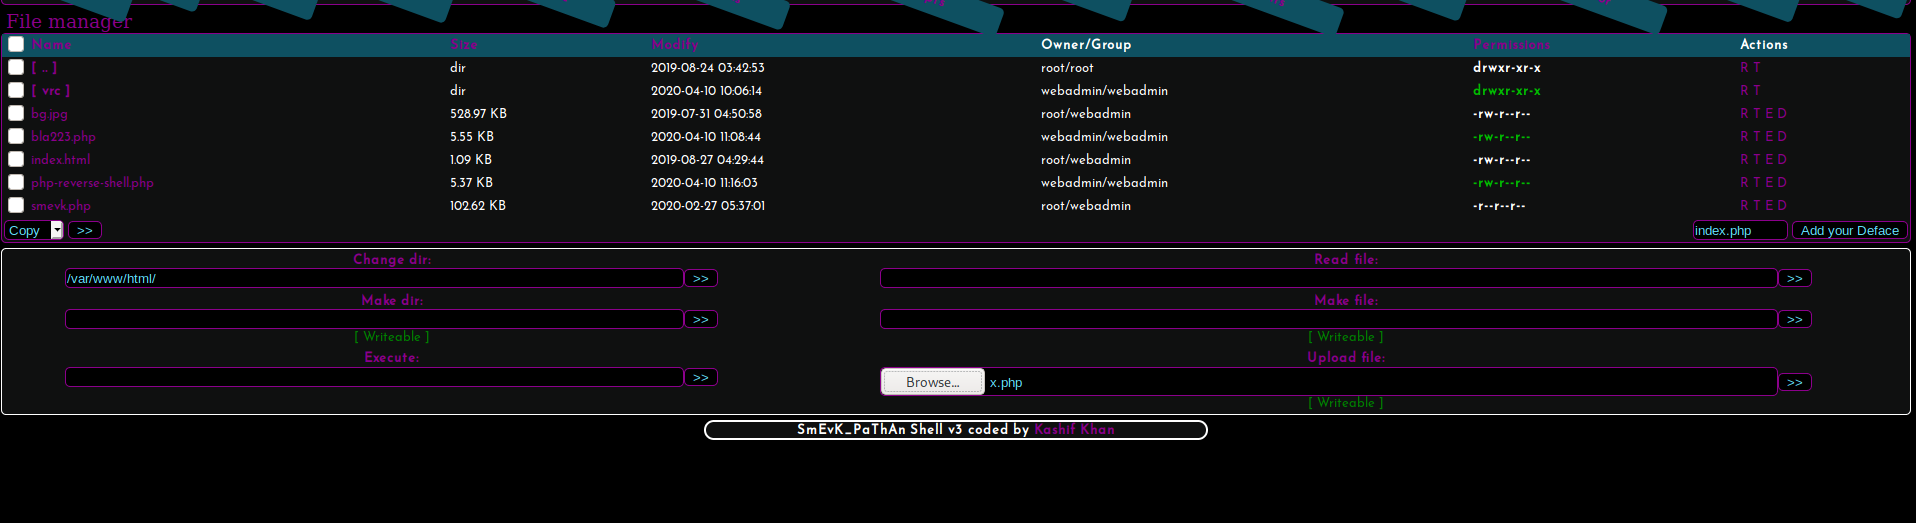 File manager
Name Size Modify Owner/Group Permissions Actions
[ .. ] dir 2019-08-24 03:42:53 root/root drwxr-xr-x R T
[ vrc ] dir 2020-04-10 10:06:14 webadmin/webadmin drwxr-xr-x R T
bg.jpg 528.97 KB 2019-07-31 04:50:58 root/webadmin -rw-r--r-- R T E D
bla223.php 5.55 KB 2020-04-10 11:08:44 webadmin/webadmin -rw-r--r-- R T E D
index.html 1.09 KB 2019-08-27 04:29:44 root/webadmin -rw-r--r-- R T E D
php-reverse-shell.php 5.37 KB 2020-04-10 11:16:03 webadmin/webadmin -rw-r--r-- R T E D
smevk.php 102.62 KB 2020-02-27 05:37:01 root/webadmin -r--r--r-- R T E D
Copy >> index.php Add your Deface
Change dir: Read file:
/var/www/html/ >> >>
Make dir: Make file:
>> >>
[ Writeable ] [ Writeable ]
Execute: Upload file:
>> Browse... x.php >>
[ Writeable ]
SmEvK_PaThAn Shell v3 coded by Kashif Khan